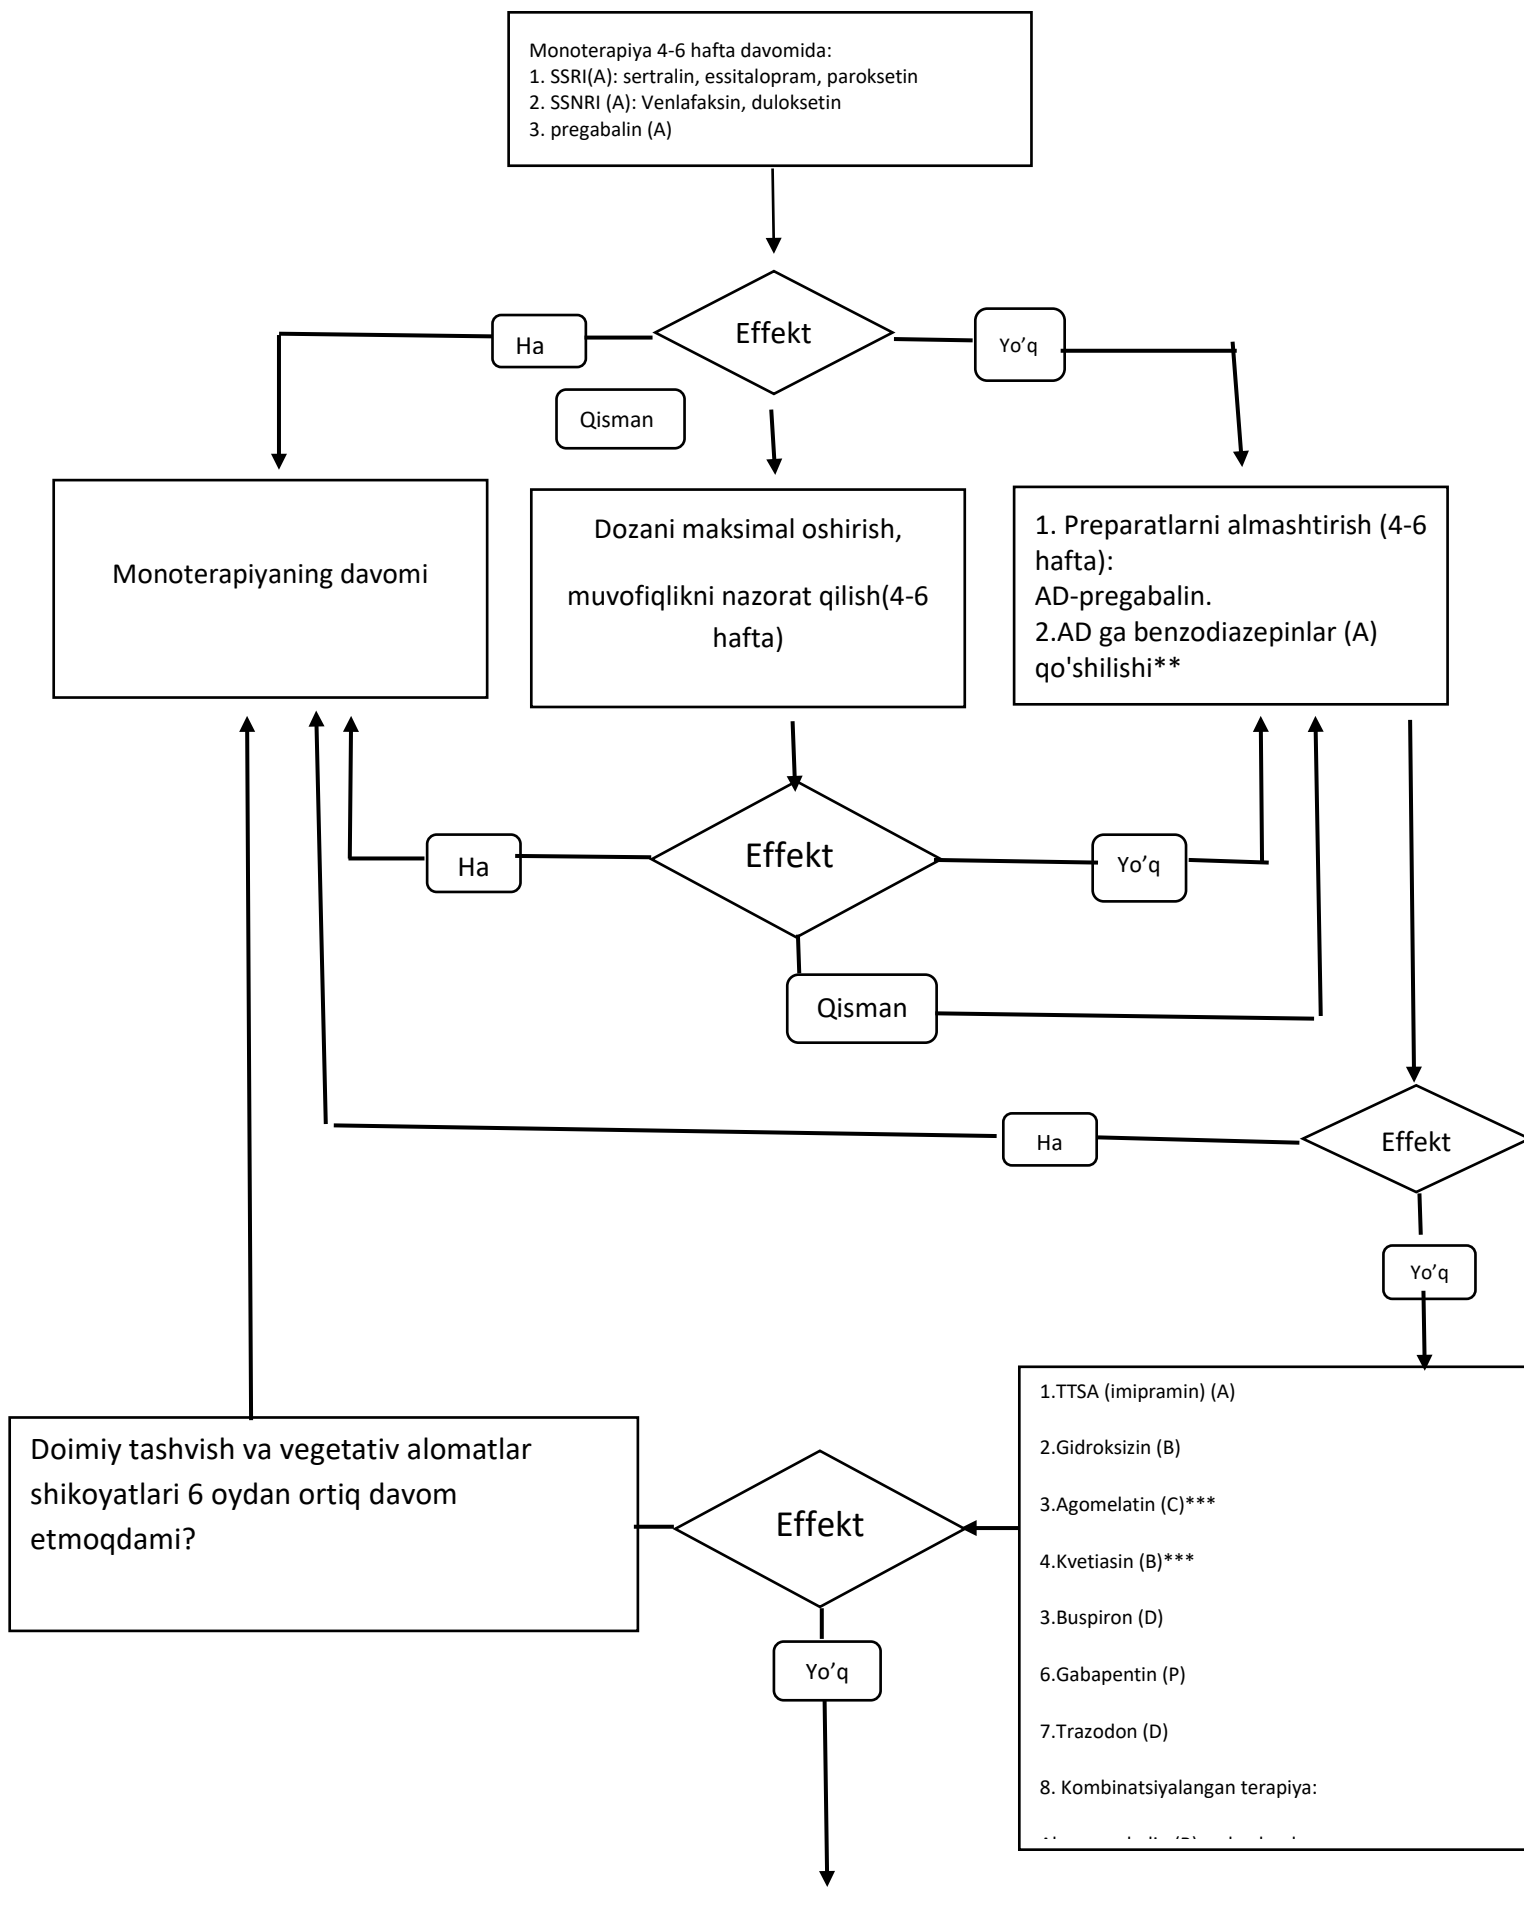 Monoterapiya 4-6 hafta davomida:
1. SSRI(A): sertralin, essitalopram, paroksetin
2. SSNRI (A): Venlafaksin, duloksetin
3. pregabalin (A)
Effekt
Ha
Yo’q
Qisman
Monoterapiyaning davomi
Dozani maksimal oshirish,
muvofiqlikni nazorat qilish(4-6
hafta)
1. Preparatlarni almashtirish (4-6
hafta):
AD-pregabalin.
2.AD ga benzodiazepinlar (A)
qo'shilishi**
Effekt
Ha
Yo’q
Qisman
Ha
Effekt
Yo’q
1.TTSA (imipramin) (A)
2.Gidroksizin (B)
3.Agomelatin (C)***
4.Kvetiasin (B)***
3.Buspiron (D)
6.Gabapentin (P)
7.Trazodon (D)
8. Kombinatsiyalangan terapiya:
Doimiy tashvish va vegetativ alomatlar
shikoyatlari 6 oydan ortiq davom
etmoqdami?
Effekt
Yo’q